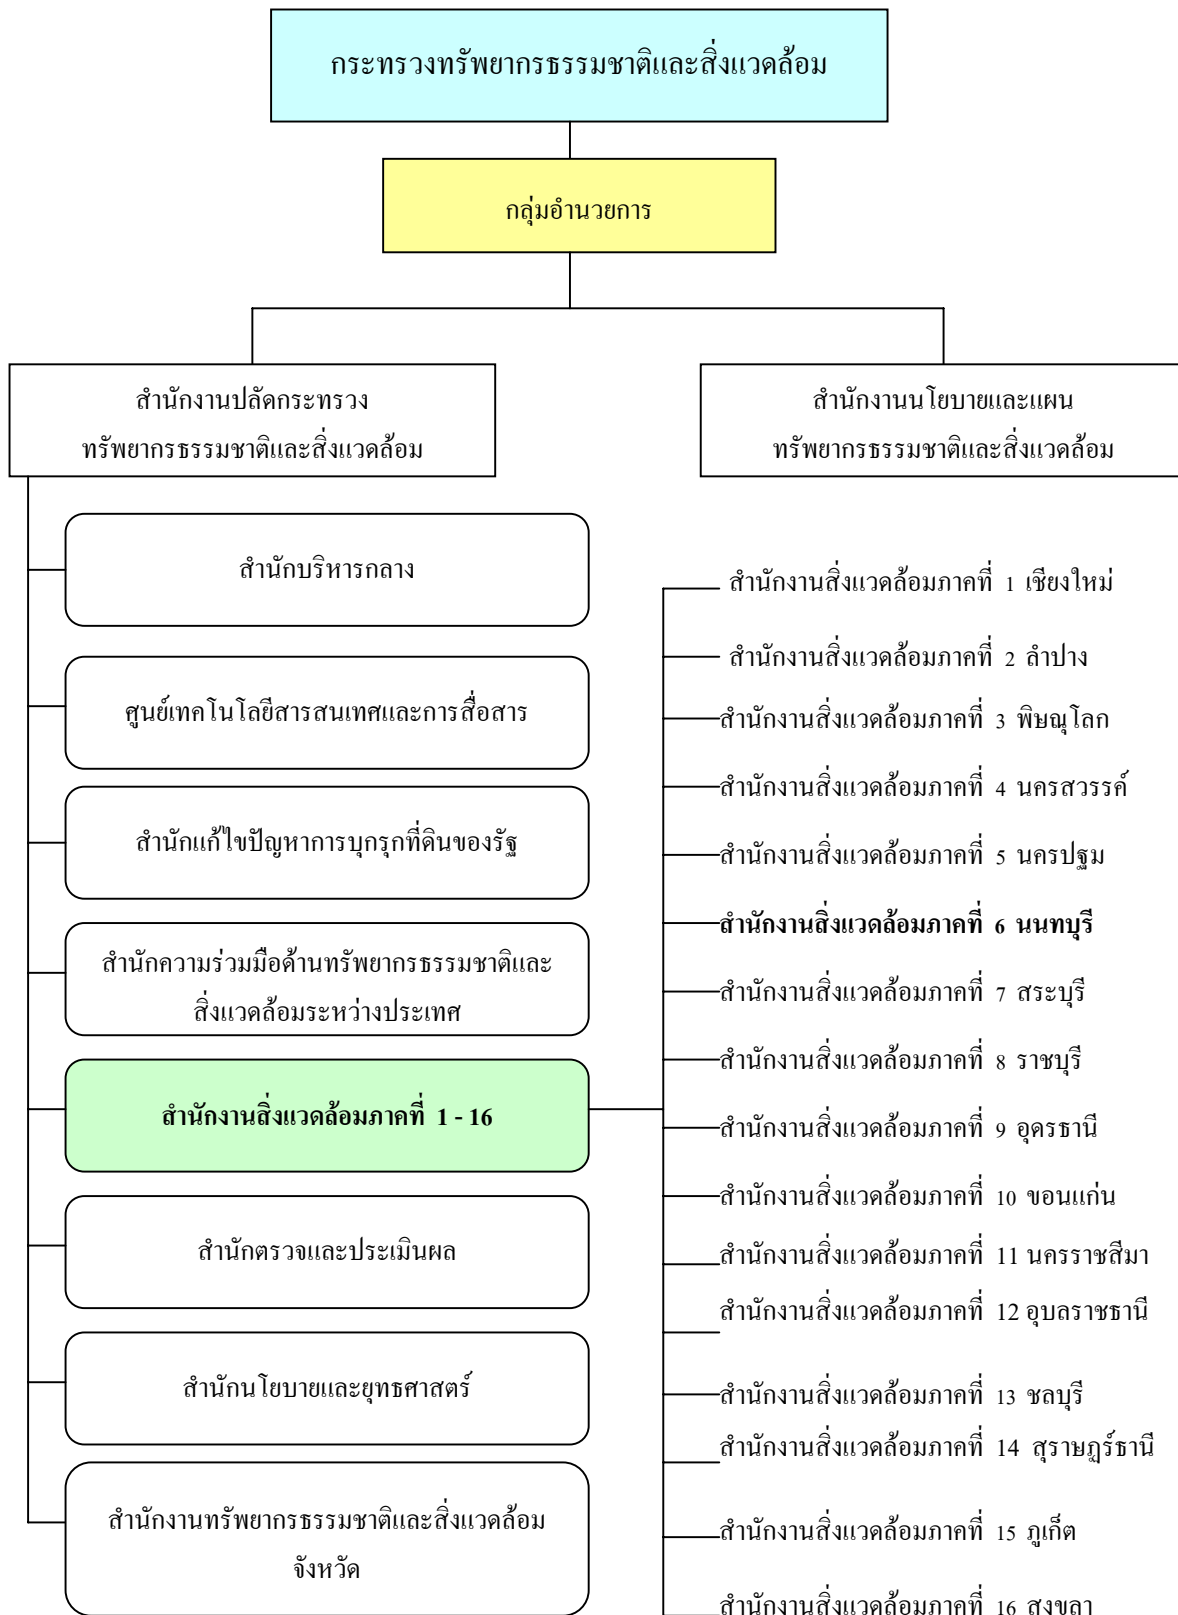 กระทรวงทรัพยากรธรรมชาติและสิ่งแวดล้อม
กลุ่มอำนวยการ
สำนักงานปลัดกระทรวง
ทรัพยากรธรรมชาติและสิ่งแวดล้อม
สำนักงานนโยบายและแผน
ทรัพยากรธรรมชาติและสิ่งแวดล้อม
สำนักบริหารกลาง
ศูนย์เทคโนโลยีสารสนเทศและการสื่อสาร
สำนักแก้ไขปัญหาการบุกรุกที่ดินของรัฐ
สำนักความร่วมมือด้านทรัพยากรธรรมชาติและ
สิ่งแวดล้อมระหว่างประเทศ
สำนักงานสิ่งแวดล้อมภาคที่ 1 - 16
สำนักตรวจและประเมินผล
สำนักนโยบายและยุทธศาสตร์
สำนักงานทรัพยากรธรรมชาติและสิ่งแวดล้อม
จังหวัด
สำนักงานสิ่งแวดล้อมภาคที่ 1 เชียงใหม่
สำนักงานสิ่งแวดล้อมภาคที่ 2 ลำปาง
สำนักงานสิ่งแวดล้อมภาคที่ 3 พิษณุโลก
สำนักงานสิ่งแวดล้อมภาคที่ 4 นครสวรรค์
สำนักงานสิ่งแวดล้อมภาคที่ 5 นครปฐม
สำนักงานสิ่งแวดล้อมภาคที่ 6 นนทบุรี
สำนักงานสิ่งแวดล้อมภาคที่ 7 สระบุรี
สำนักงานสิ่งแวดล้อมภาคที่ 8 ราชบุรี
สำนักงานสิ่งแวดล้อมภาคที่ 9 อุดรธานี
สำนักงานสิ่งแวดล้อมภาคที่ 10 ขอนแก่น
สำนักงานสิ่งแวดล้อมภาคที่ 11 นครราชสีมา
สำนักงานสิ่งแวดล้อมภาคที่ 12 อุบลราชธานี
สำนักงานสิ่งแวดล้อมภาคที่ 13 ชลบุรี
สำนักงานสิ่งแวดล้อมภาคที่ 14 สุราษฎร์ธานี
สำนักงานสิ่งแวดล้อมภาคที่ 15 ภูเก็ต
สำนักงานสิ่งแวดล้อมภาคที่ 16 สงขลา